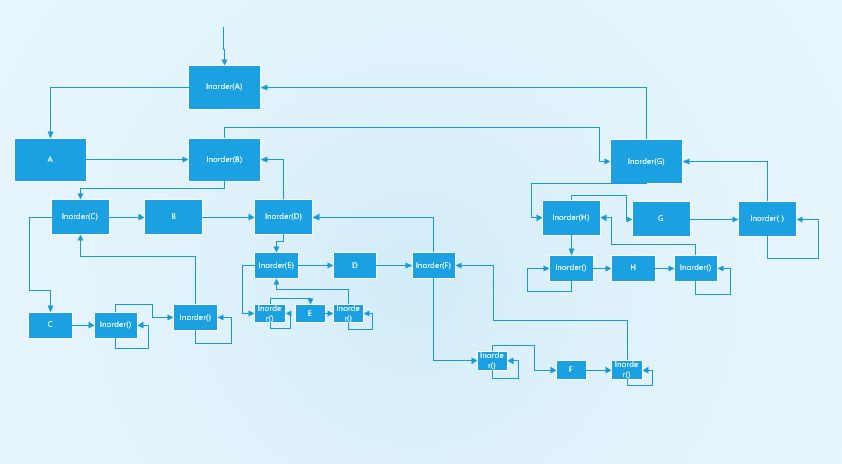 Inorder(A)
A
Inorder(B)
Inorder(G)
Inorder(C)
B
Inorder(D)
Inorder(H)
G
Inorder( )
Inorder(E)
D
Inorder(F)
Inorder()
H
Inorder()
C
Inorder()
Inorder()
Inorde
r()
E
Inorde
r()
Inorde
r()
F
Inorde
r()